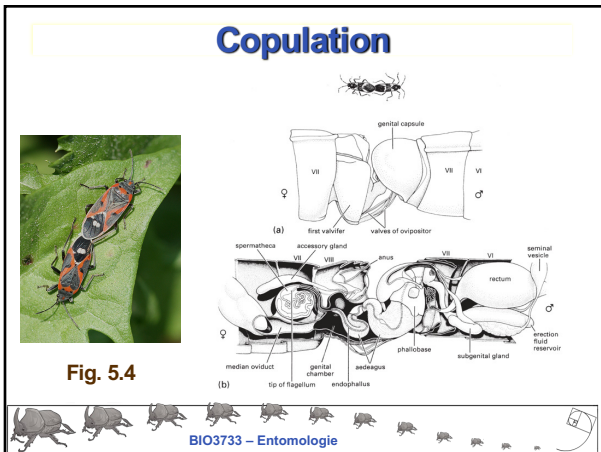 Copulation
genital capsule
VII
VII
VI
♀
♂
(a)
first valvifer
valves of ovipositor
spermatheca
accessory gland
VII
VIII
anus
VII
VI
seminal
vesicle
rectum
♂
♀
erection
fluid
reservoir
phallobase
subgenital gland
aedeagus
median oviduct
genital
chamber
endophallus
tip of flagellum
(b)
Fig. 5.4
BIO3733 – Entomologie